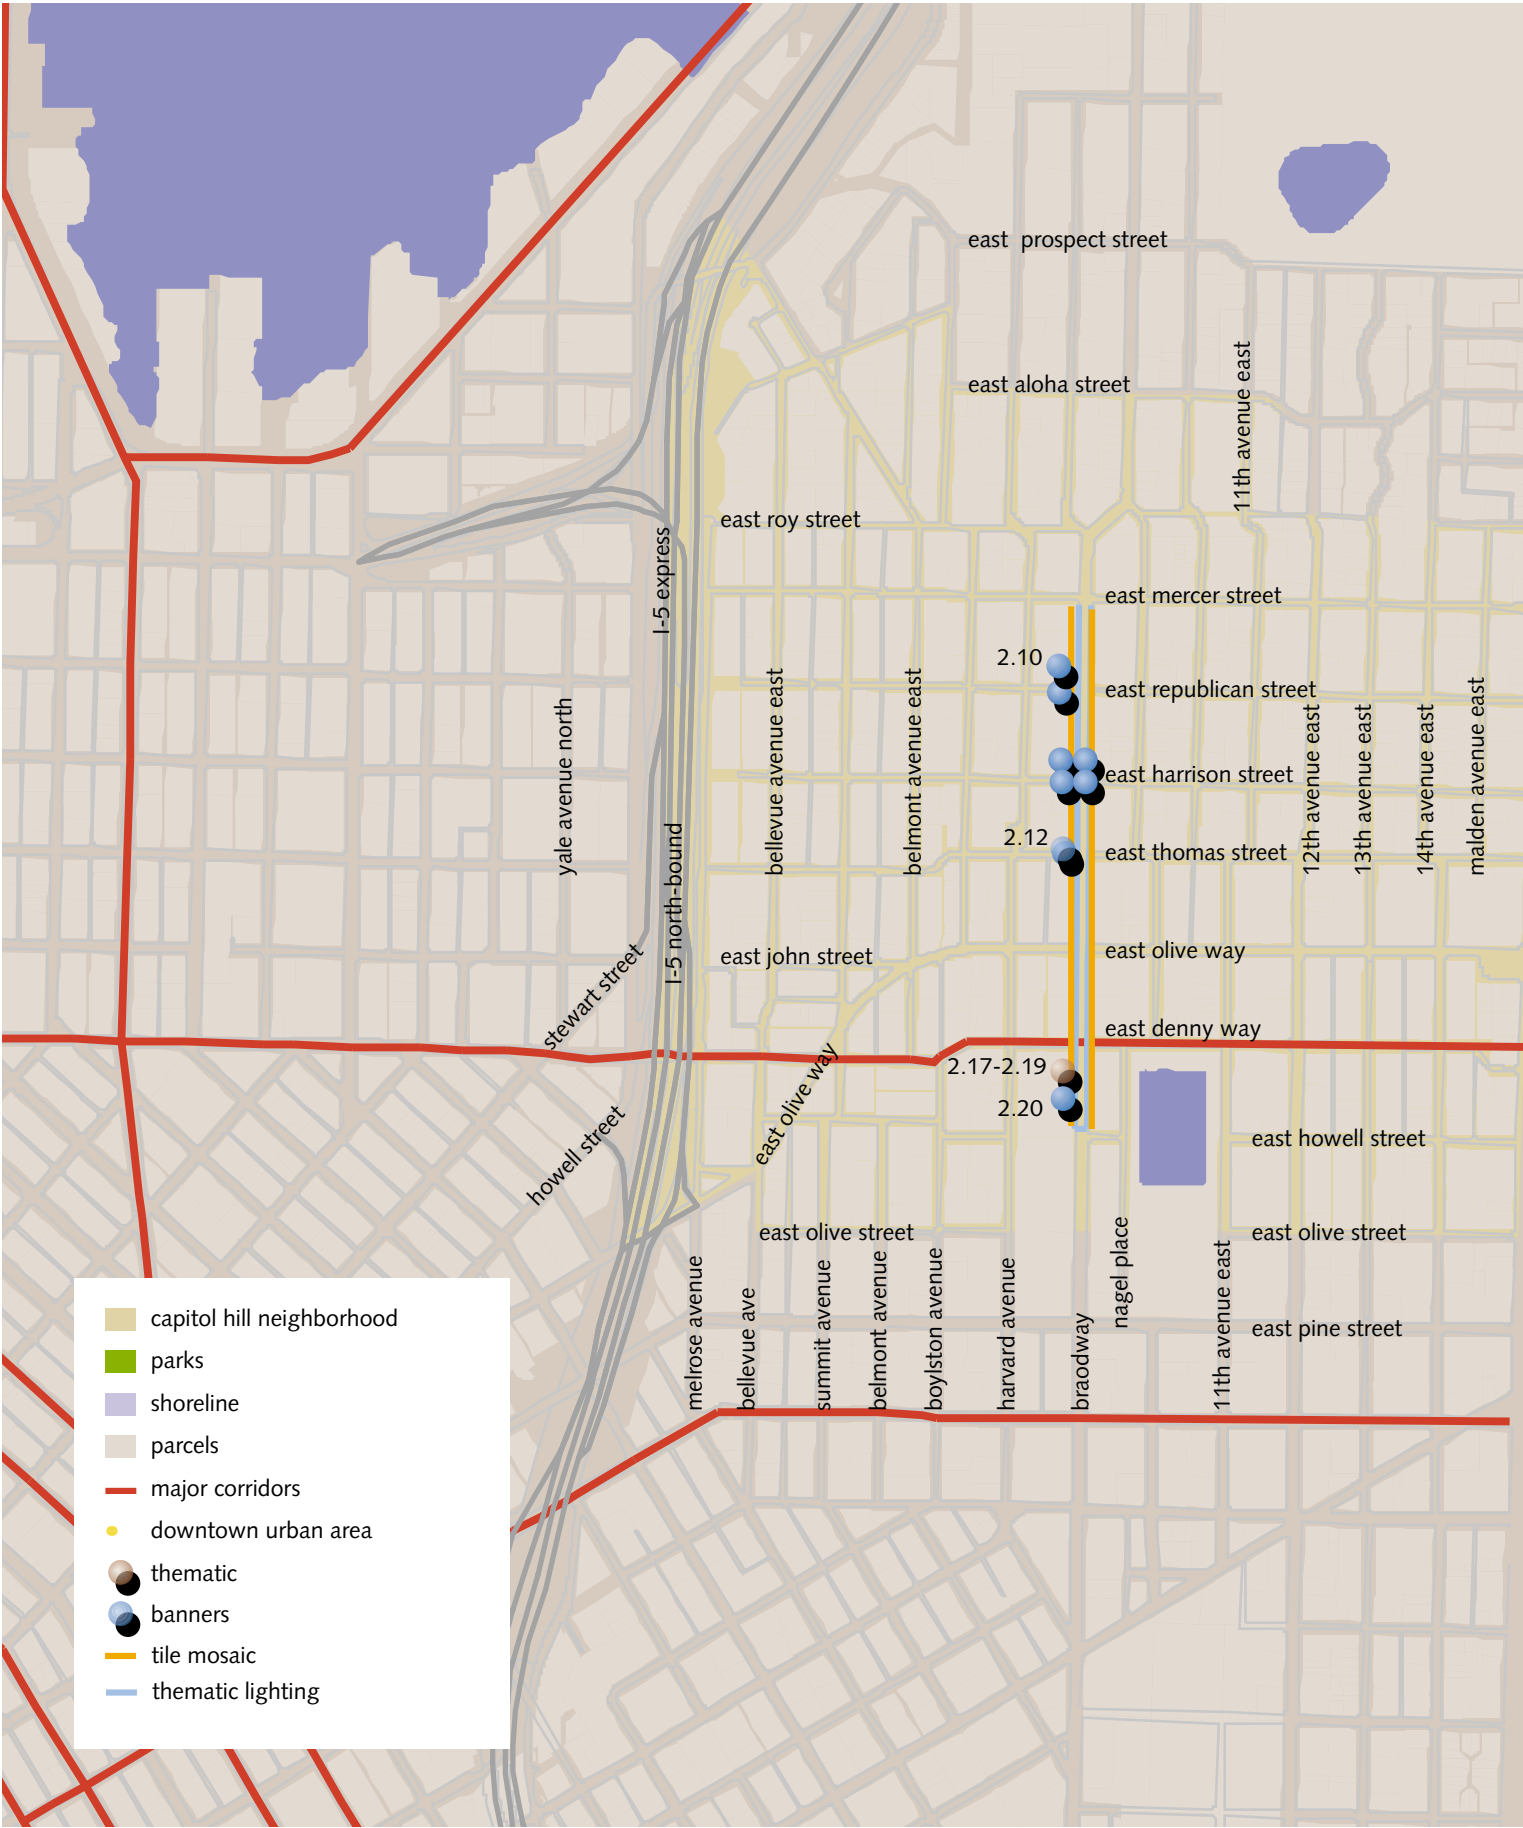 east  prospect street
east aloha street
11th avenue east
east roy street
I-5 express
east mercer street
2.10
east republican street
yale avenue north
bellevue avenue east
belmont avenue east
east harrison street
12th avenue east
13th avenue east
14th avenue east
malden avenue east
2.12
east thomas street
I-5 north-bound
stewart street
east john street
east olive way
east denny way
2.17-2.19
2.20
east olive way
howell street
east howell street
east olive street
east olive street
melrose avenue
bellevue ave
summit avenue
belmont avenue
boylston avenue
harvard avenue
braodway
nagel place
11th avenue east
east pine street
capitol hill neighborhood
parks
shoreline
parcels
major corridors
downtown urban area
thematic
banners
tile mosaic
thematic lighting